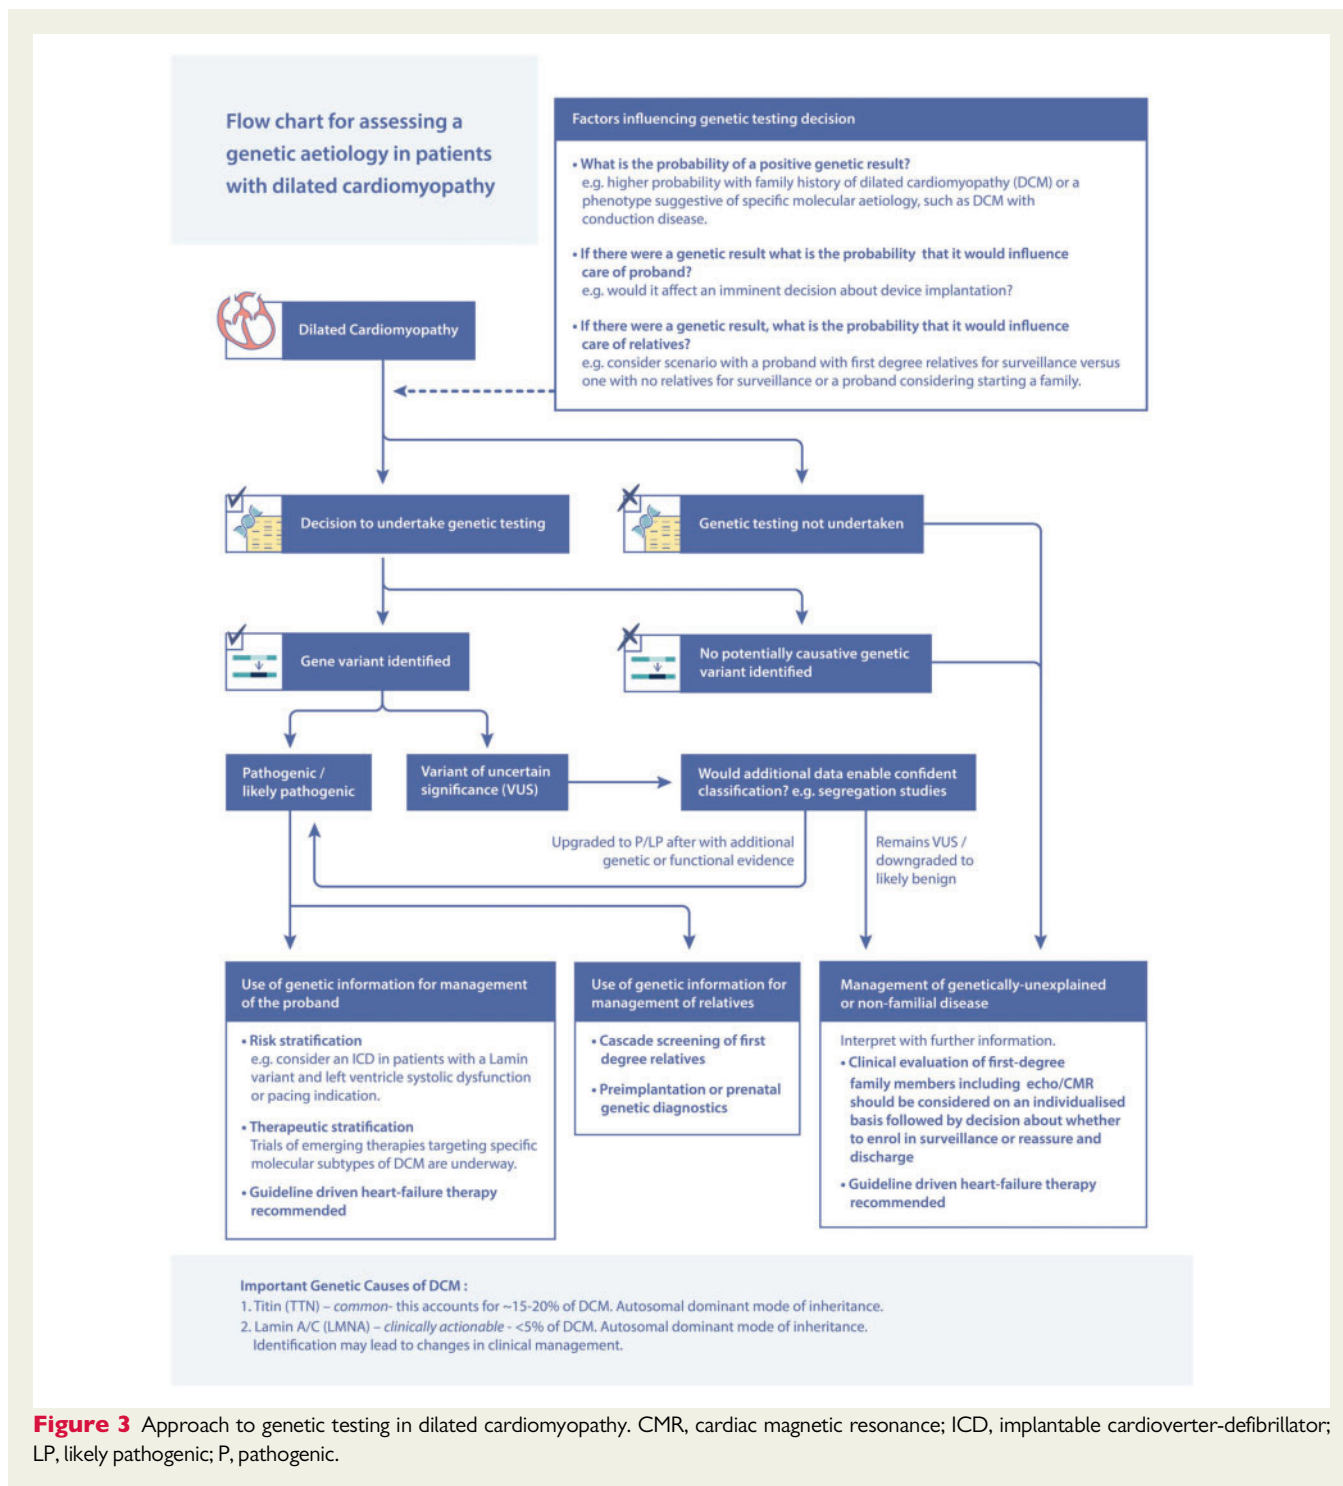 Flow chart for assessing a
genetic aetiology in patients
with dilated cardiomyopathy
Factors influencing genetic testing decision
• What is the probability of a positive genetic result?
e.g. higher probability with family history of dilated cardiomyopathy (DCM) or a
phenotype suggestive of specific molecular aetiology, such as DCM with
conduction disease.
• If there were a genetic result what is the probability that it would influence
care of proband?
e.g. would it affect an imminent decision about device implantation?
• If there were a genetic result, what is the probability that it would influence
care of relatives?
e.g. consider scenario with a proband with first degree relatives for surveillance versus
one with no relatives for surveillance or a proband considering starting a family.
Dilated Cardiomyopathy
Decision to undertake genetic testing
Genetic testing not undertaken
Gene variant identified
No potentially causative genetic
variant identified
Pathogenic /
likely pathogenic
Variant of uncertain
significance (VUS)
Would additional data enable confident
classification? e.g. segregation studies
Upgraded to P/LP after with additional
genetic or functional evidence
Remains VUS /
downgraded to
likely benign
Use of genetic information for management
of the proband
• Risk stratification
e.g. consider an ICD in patients with a Lamin
variant and left ventricle systolic dysfunction
or pacing indication.
• Therapeutic stratification
Trials of emerging therapies targeting specific
molecular subtypes of DCM are underway.
• Guideline driven heart-failure therapy
recommended
Use of genetic information for
management of relatives
• Cascade screening of first
degree relatives
• Preimplantation or prenatal
genetic diagnostics
Management of genetically-unexplained
or non-familial disease
Interpret with further information.
• Clinical evaluation of first-degree
family members including echo/CMR
should be considered on an individualised
basis followed by decision about whether
to enrol in surveillance or reassure and
discharge
• Guideline driven heart-failure therapy
recommended
Important Genetic Causes of DCM :
1. Titin (TTN) – common- this accounts for ~15-20% of DCM. Autosomal dominant mode of inheritance.
2. Lamin A/C (LMNA) – clinically actionable - <5% of DCM. Autosomal dominant mode of inheritance.
Identification may lead to changes in clinical management.
Figure 3 Approach to genetic testing in dilated cardiomyopathy. CMR, cardiac magnetic resonance; ICD, implantable cardioverter-defibrillator;
LP, likely pathogenic; P, pathogenic.